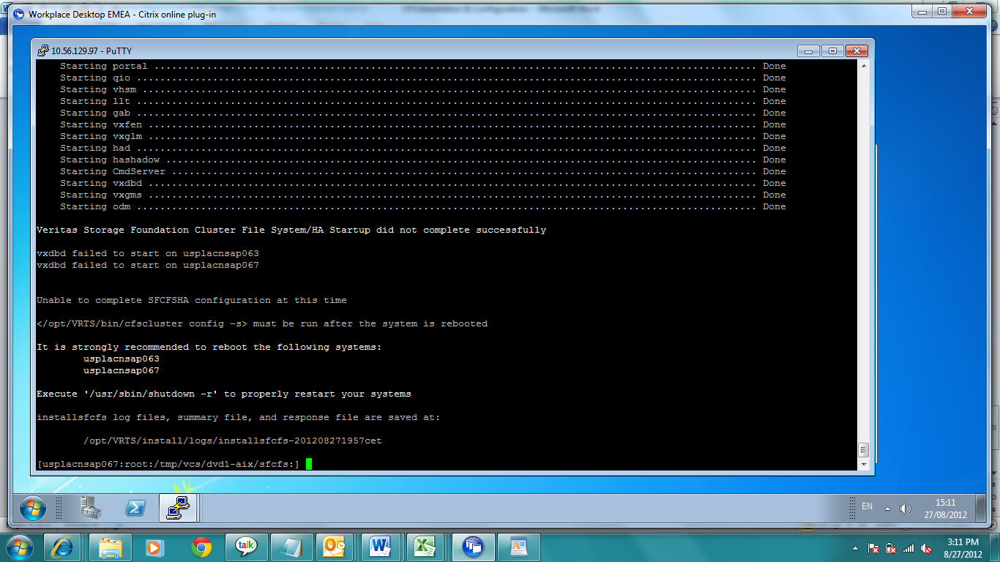 Workplace Desktop EMEA - Citrix online plug-in
10.56.129.97 - PuTTY
Starting portal ....................................................................................................... Done
Starting qio .......................................................................................................... Done
Starting vhsm ......................................................................................................... Done
Starting llt .......................................................................................................... Done
Starting gab .......................................................................................................... Done
Starting vxfen ........................................................................................................ Done
Starting vxglm ........................................................................................................ Done
Starting had .......................................................................................................... Done
Starting hashadow ..................................................................................................... Done
Starting CmdServer .................................................................................................... Done
Starting vxdbd ........................................................................................................ Done
Starting vxgms ........................................................................................................ Done
Starting odm .......................................................................................................... Done
Veritas Storage Foundation Cluster File System/HA Startup did not complete successfully
vxdbd failed to start on usplacnsap063
vxdbd failed to start on usplacnsap067
Unable to complete SFCFSHA configuration at this time
</opt/VRTS/bin/cfscluster config -s> must be run after the system is rebooted
It is strongly recommended to reboot the following systems:
usplacnsap063
usplacnsap067
Execute '/usr/sbin/shutdown -r' to properly restart your systems
installsfcfs log files, summary file, and response file are saved at:
/opt/VRTS/install/logs/installsfcfs-201208271957cet
[usplacnsap067:root:/tmp/vcs/dvd1-aix/sfcfs:]
EN
15:11
27/08/2012
talk
3:11 PM
8/27/2012